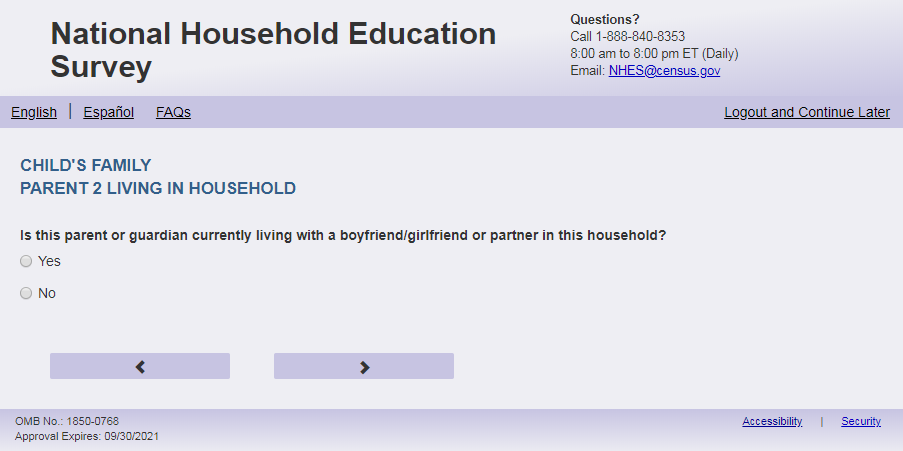 National Household Education
Survey
Questions?
Call 1-888-840-8353
8:00 am to 8:00 pm ET (Daily)
Email: NHES@census.gov
English | Español FAQs Logout and Continue Later
CHILD'S FAMILY
PARENT 2 LIVING IN HOUSEHOLD
Is this parent or guardian currently living with a boyfriend/girlfriend or partner in this household?
Yes
No
OMB No.: 1850-0768
Approval Expires: 09/30/2021
Accessibility | Security